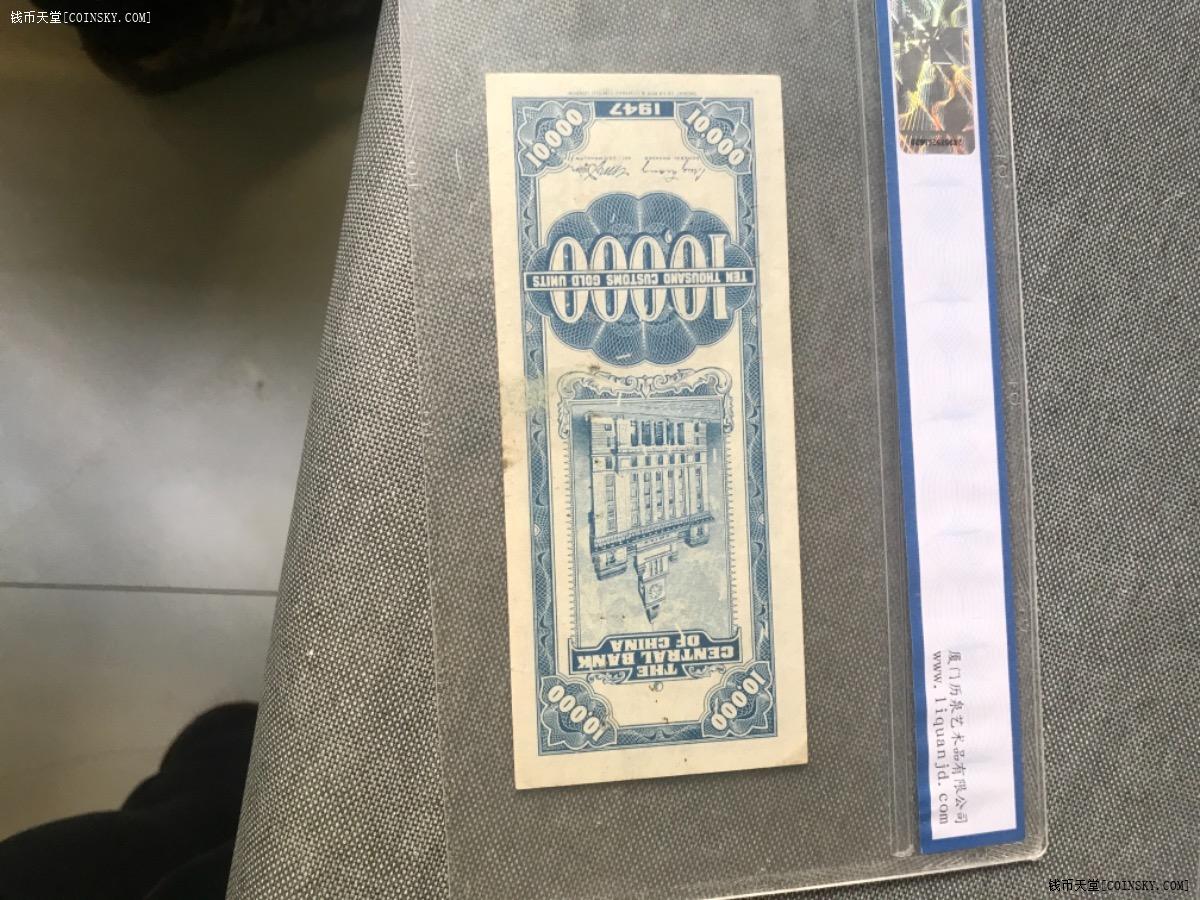 钱币天堂[COINSKY.COM]
10.000
10.000
THE
CENTRAL BANK
OF CHINA
10,000
TEN THOUSAND CUSTOMS GOLD UNITS
10.000
1947
10.000
厦门历泉艺术品有限公司
www.liquanjd.com
钱币天堂[COINSKY.COM]